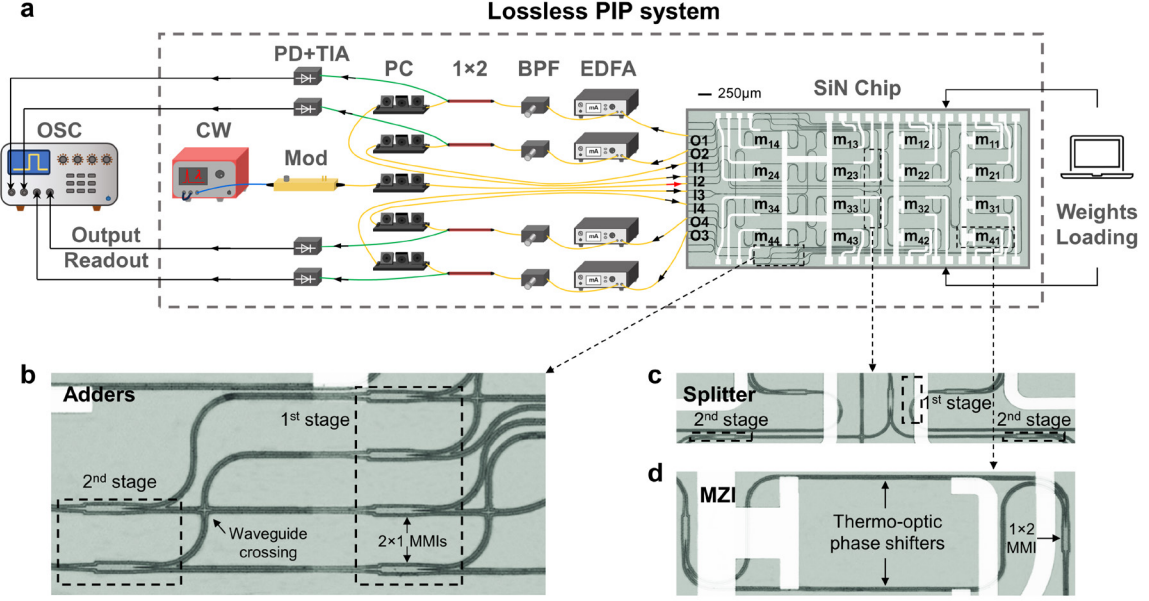 a
Lossless PIP system
PD+TIA
PC
1×2
BPF
EDFA
SiN Chip
250μm
OSC
CW
Mod
Output
Readout
mA
mA
mA
mA
O1
O2
I1
I2
I3
I4
O4
O3
m14
m13
m12
m11
m24
m23
m22
m21
m34
m33
m32
m31
m44
m43
m42
m41
Weights
Loading
b
Adders
1st stage
2nd stage
Waveguide
crossing
2×1 MMIs
c
Splitter
1st stage
2nd stage
2nd stage
d
MZI
Thermo-optic
phase shifters
1×2
MMI